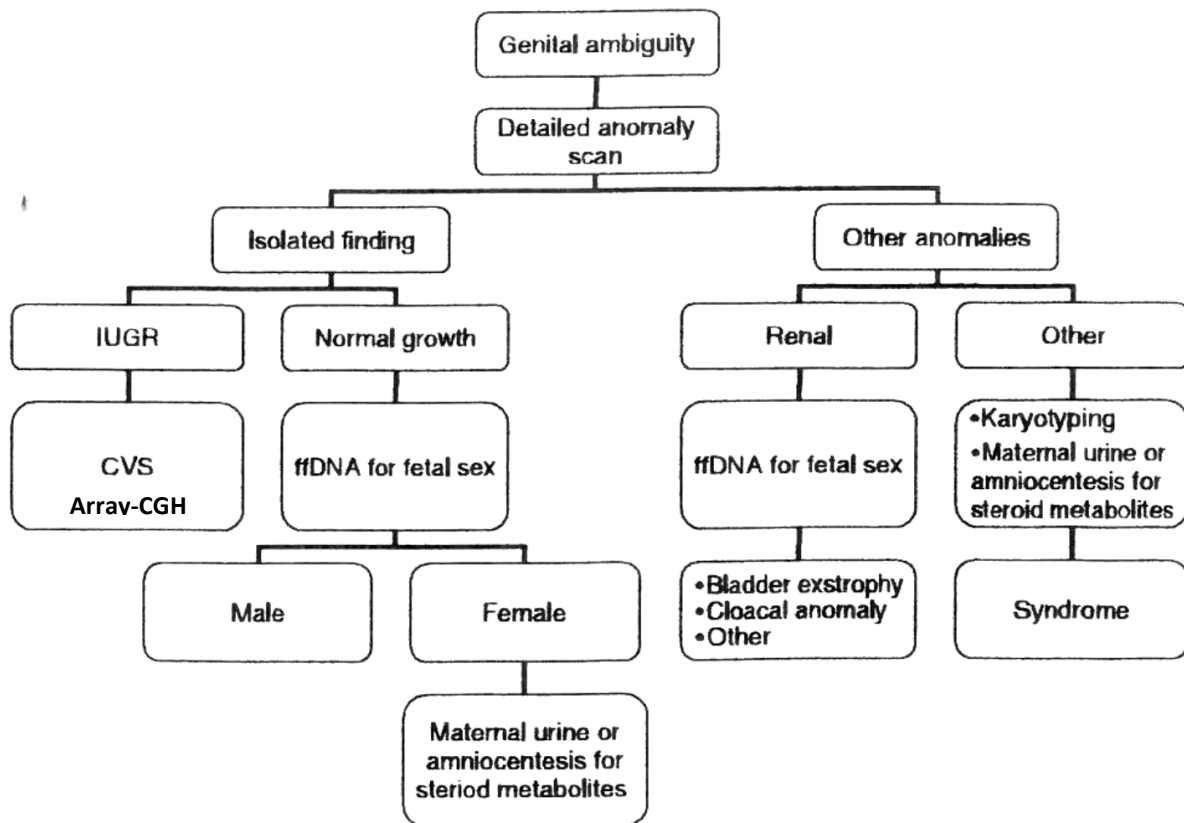 Genital ambiguity
Detailed anomaly
scan
Isolated finding
Other anomalies
IUGR
Normal growth
Renal
Other
CVS
Arrav-CGH
ffDNA for fetal sex
ffDNA for fetal sex
•Karyotyping
•Maternal urine or
amniocentesis for
steroid metabolites
Male
Female
•Bladder exstrophy
•Cloacal anomaly
•Other
Syndrome
Maternal urine or
amniocentesis for
steriod metabolites